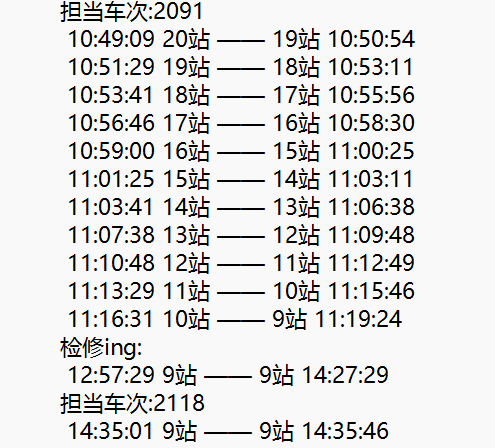 担当车次:2091
10:49:09 20站 —— 19站 10:50:54
10:51:29 19站 —— 18站 10:53:11
10:53:41 18站 —— 17站 10:55:56
10:56:46 17站 —— 16站 10:58:30
10:59:00 16站 —— 15站 11:00:25
11:01:25 15站 —— 14站 11:03:11
11:03:41 14站 —— 13站 11:06:38
11:07:38 13站 —— 12站 11:09:48
11:10:48 12站 —— 11站 11:12:49
11:13:29 11站 —— 10站 11:15:46
11:16:31 10站 —— 9站 11:19:24
检修ing:
12:57:29 9站 —— 9站 14:27:29
担当车次:2118
14:35:01 9站 —— 9站 14:35:46